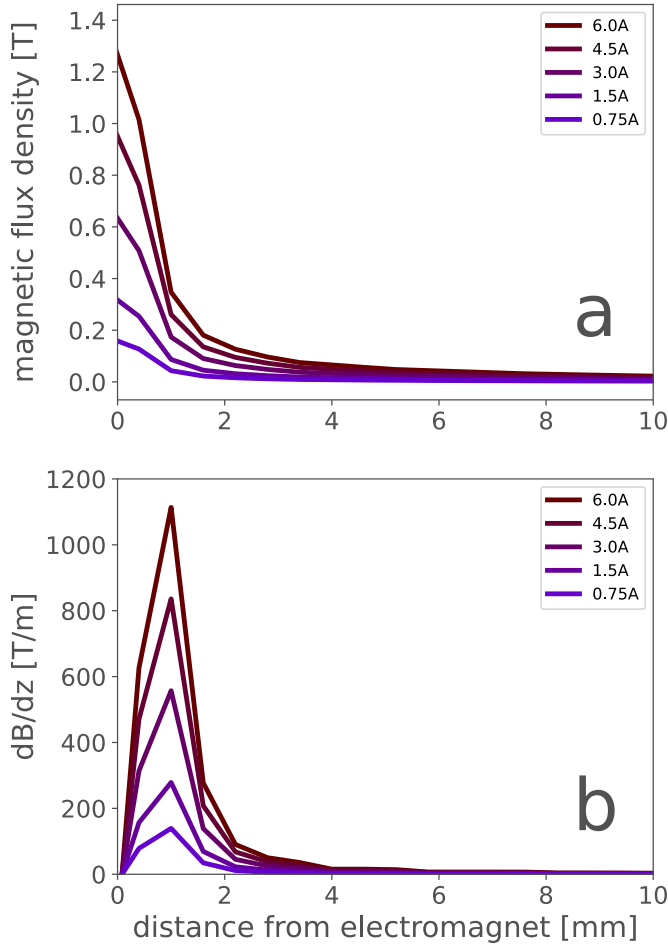 magnetic flux density [T]
1.4
1.2
1.0
0.8
0.6
0.4
0.2
0.0
0 2 4 6 8 10
6.0A
4.5A
3.0A
1.5A
0.75A
a
dB/dz [T/m]
1200
1000
800
600
400
200
0
0 2 4 6 8 10
6.0A
4.5A
3.0A
1.5A
0.75A
b
distance from electromagnet [mm]